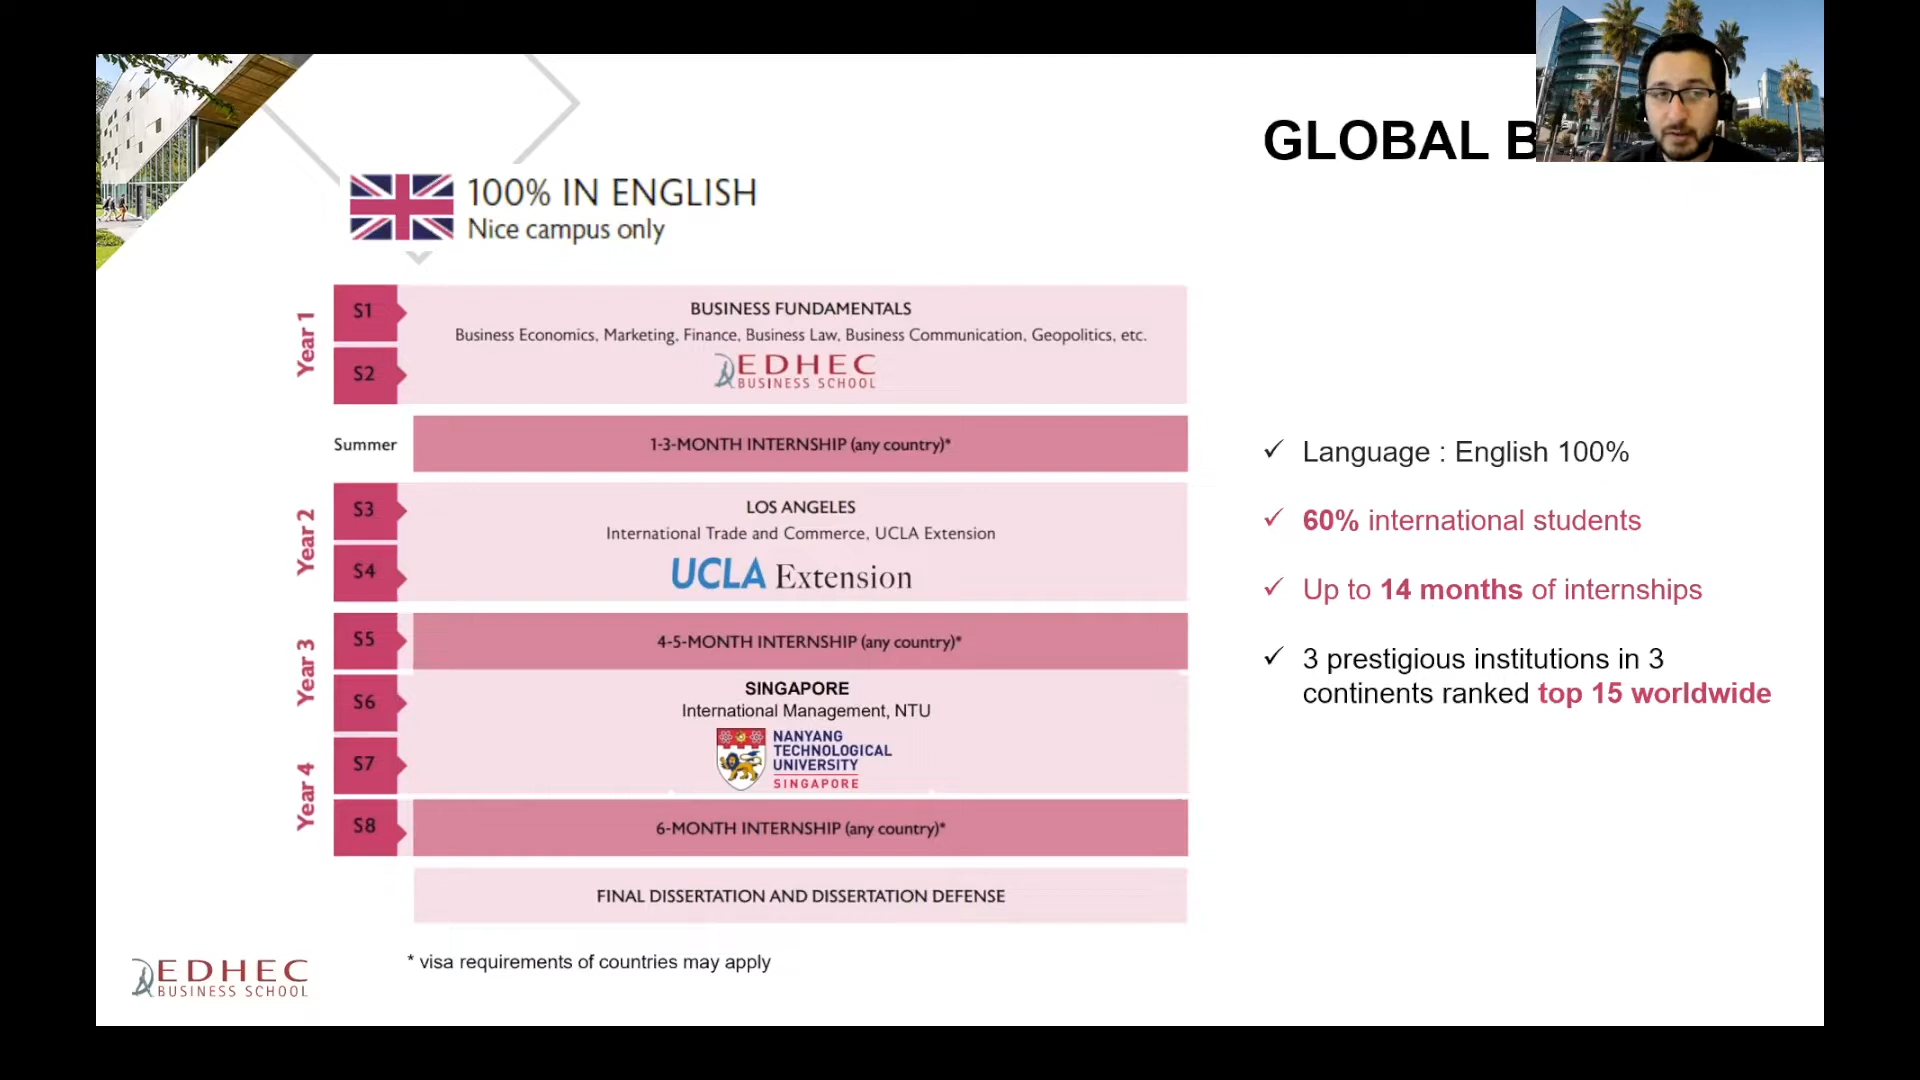 GLOBAL B
100% IN ENGLISH
Nice campus only
Year 1
S1
S2
BUSINESS FUNDAMENTALS
Business Economics, Marketing, Finance, Business Law, Business Communication, Geopolitics, etc.
EDHEC
BUSINESS SCHOOL
Summer
1-3-MONTH INTERNSHIP (any country)*
Year 2
S3
S4
LOS ANGELES
International Trade and Commerce, UCLA Extension
UCLA Extension
Year 3
S5
4-5-MONTH INTERNSHIP (any country)*
S6
SINGAPORE
International Management, NTU
NANYANG
TECHNOLOGICAL
UNIVERSITY
SINGAPORE
Year 4
S7
S8
6-MONTH INTERNSHIP (any country)*
FINAL DISSERTATION AND DISSERTATION DEFENSE
* visa requirements of countries may apply
✓ Language : English 100%
✓ 60% international students
✓ Up to 14 months of internships
✓ 3 prestigious institutions in 3
continents ranked top 15 worldwide
EDHEC
BUSINESS SCHOOL